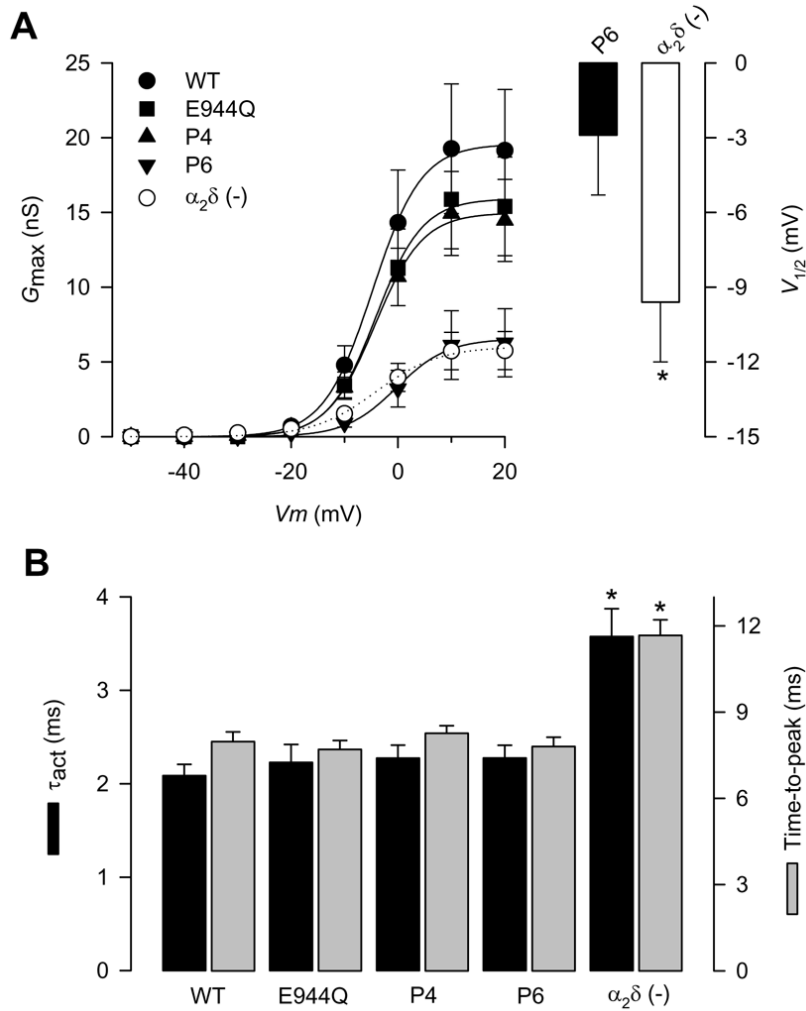 A
P6
α₂δ (-)
25
20
15
10
5
0
Gmax (nS)
WT
E944Q
P4
P6
α₂δ (-)
-40
-20
0
20
Vm (mV)
0
-3
-6
-9
-12
-15
V1/2 (mV)
*
B
4
3
2
1
0
τact (ms)
* *
12
9
6
3
0
Time-to-peak (ms)
WT E944Q P4 P6 α₂δ (-)